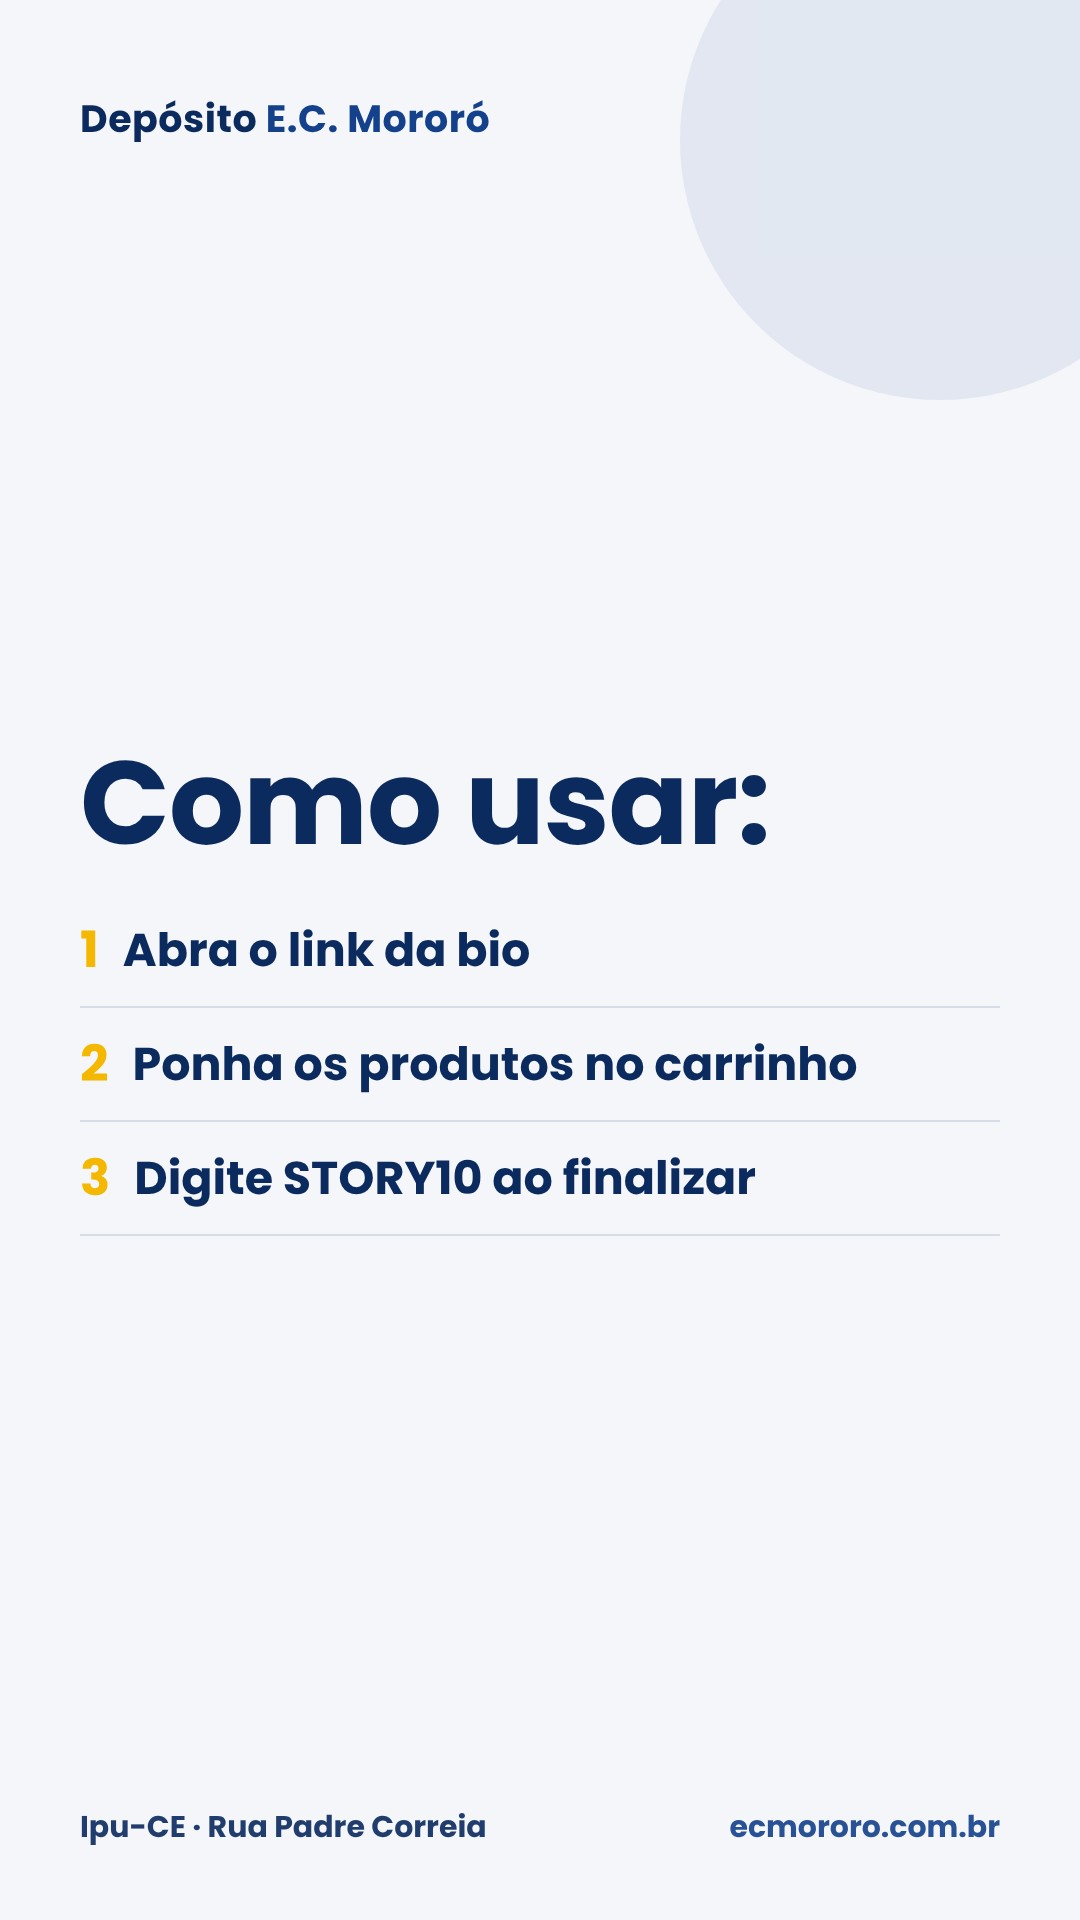 Depósito E.C. Mororó
Como usar:
1 Abra o link da bio
2 Ponha os produtos no carrinho
3 Digite STORY10 ao finalizar
Ipu-CE · Rua Padre Correia
ecmororo.com.br